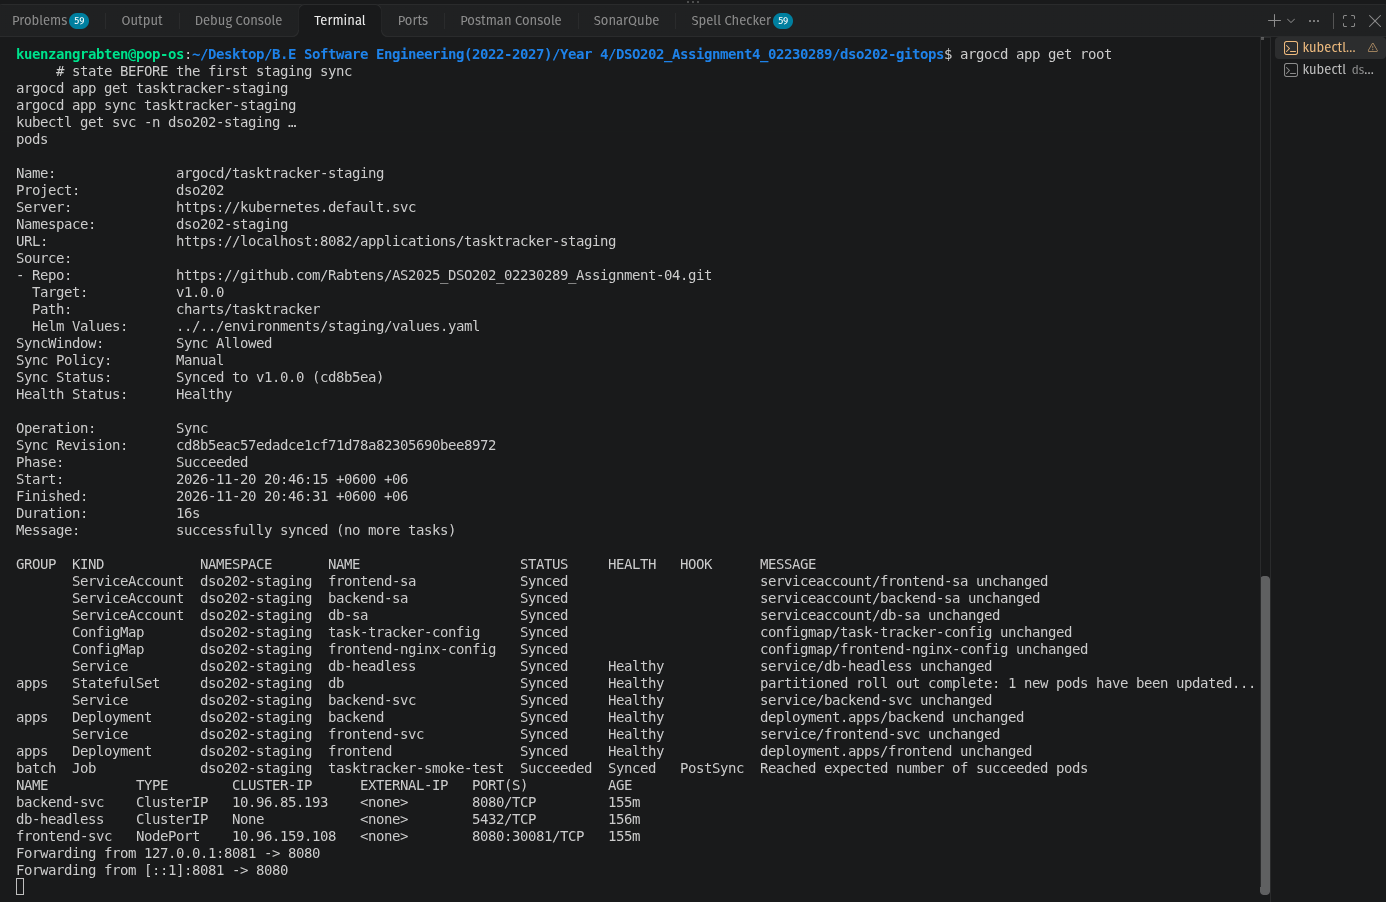 Problems 59 Output Debug Console Terminal Ports Postman Console SonarQube Spell Checker 59
kuenzangrabten@pop-os:~/Desktop/B.E Software Engineering(2022-2027)/Year 4/DSO202_Assignment4_02230289/dso202-gitops$ argocd app get root
# state BEFORE the first staging sync
argocd app get tasktracker-staging
argocd app sync tasktracker-staging
kubectl get svc -n dso202-staging …
pods
Name: argocd/tasktracker-staging
Project: dso202
Server: https://kubernetes.default.svc
Namespace: dso202-staging
URL: https://localhost:8082/applications/tasktracker-staging
Source:
- Repo: https://github.com/Rabtens/AS2025_DSO202_02230289_Assignment-04.git
Target: v1.0.0
Path: charts/tasktracker
Helm Values: ../../environments/staging/values.yaml
SyncWindow: Sync Allowed
Sync Policy: Manual
Sync Status: Synced to v1.0.0 (cd8b5ea)
Health Status: Healthy
Operation: Sync
Sync Revision: cd8b5eac57edadce1cf71d78a82305690bee8972
Phase: Succeeded
Start: 2026-11-20 20:46:15 +0600 +06
Finished: 2026-11-20 20:46:31 +0600 +06
Duration: 16s
Message: successfully synced (no more tasks)
GROUP KIND NAMESPACE NAME STATUS HEALTH HOOK MESSAGE
ServiceAccount dso202-staging frontend-sa Synced serviceaccount/frontend-sa unchanged
ServiceAccount dso202-staging backend-sa Synced serviceaccount/backend-sa unchanged
ServiceAccount dso202-staging db-sa Synced serviceaccount/db-sa unchanged
ConfigMap dso202-staging task-tracker-config Synced configmap/task-tracker-config unchanged
ConfigMap dso202-staging frontend-nginx-config Synced configmap/frontend-nginx-config unchanged
Service dso202-staging db-headless Synced Healthy service/db-headless unchanged
apps StatefulSet dso202-staging db Synced Healthy partitioned roll out complete: 1 new pods have been updated...
Service dso202-staging backend-svc Synced Healthy service/backend-svc unchanged
apps Deployment dso202-staging backend Synced Healthy deployment.apps/backend unchanged
Service dso202-staging frontend-svc Synced Healthy service/frontend-svc unchanged
apps Deployment dso202-staging frontend Synced Healthy deployment.apps/frontend unchanged
batch Job dso202-staging tasktracker-smoke-test Succeeded Synced PostSync Reached expected number of succeeded pods
NAME TYPE CLUSTER-IP EXTERNAL-IP PORT(S) AGE
backend-svc ClusterIP 10.96.85.193 <none> 8080/TCP 155m
db-headless ClusterIP None <none> 5432/TCP 156m
frontend-svc NodePort 10.96.159.108 <none> 8080:30081/TCP 155m
Forwarding from 127.0.0.1:8081 -> 8080
Forwarding from [::1]:8081 -> 8080
kubectl...
kubectl ds...